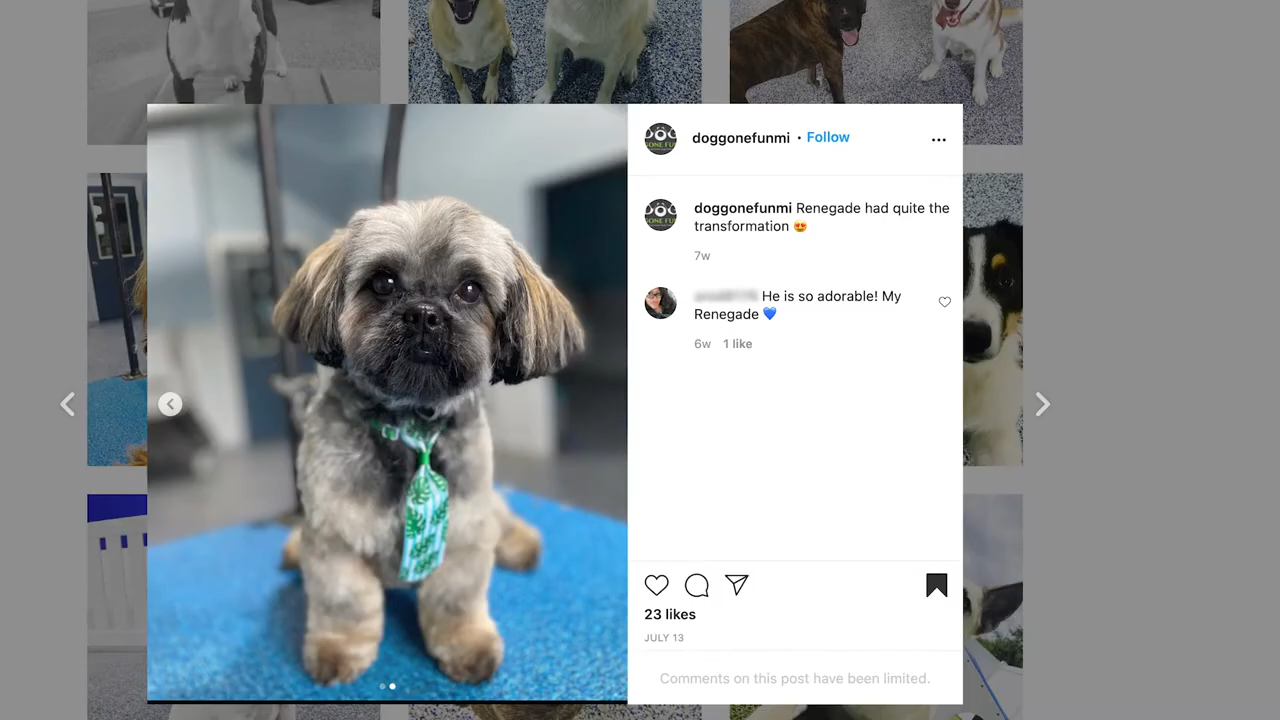 doggonefunmi • Follow
doggonefunmi Renegade had quite the
transformation 😍
7w
He is so adorable! My
Renegade 💙
6w 1 like
23 likes
JULY 13
Comments on this post have been limited.